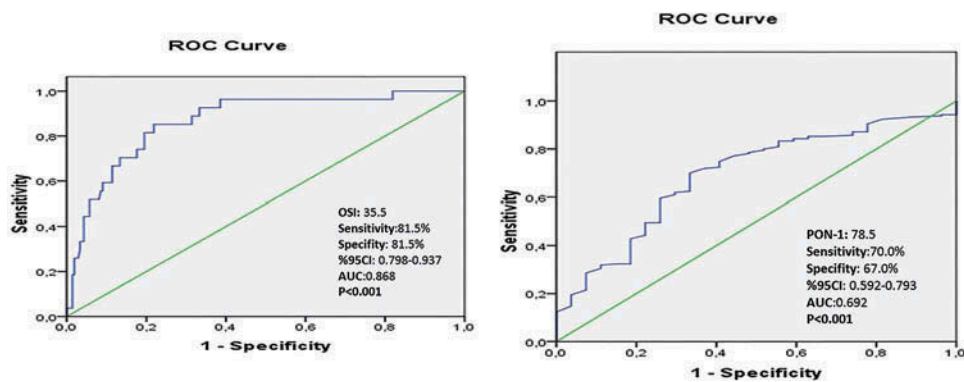 ROC Curve
Sensitivity
1,0
0,8
0,6
0,4
0,2
0,0
0,0 0,2 0,4 0,6 0,8 1,0
1 - Specificity
OSI: 35.5
Sensitivity:81.5%
Specifity: 81.5%
%95CI: 0.798-0.937
AUC:0.868
P<0.001
ROC Curve
Sensitivity
1,0
0,8
0,6
0,4
0,2
0,0
0,0 0,2 0,4 0,6 0,8 1,0
1 - Specificity
PON-1: 78.5
Sensitivity:70.0%
Specifity: 67.0%
%95CI: 0.592-0.793
AUC:0.692
P<0.001